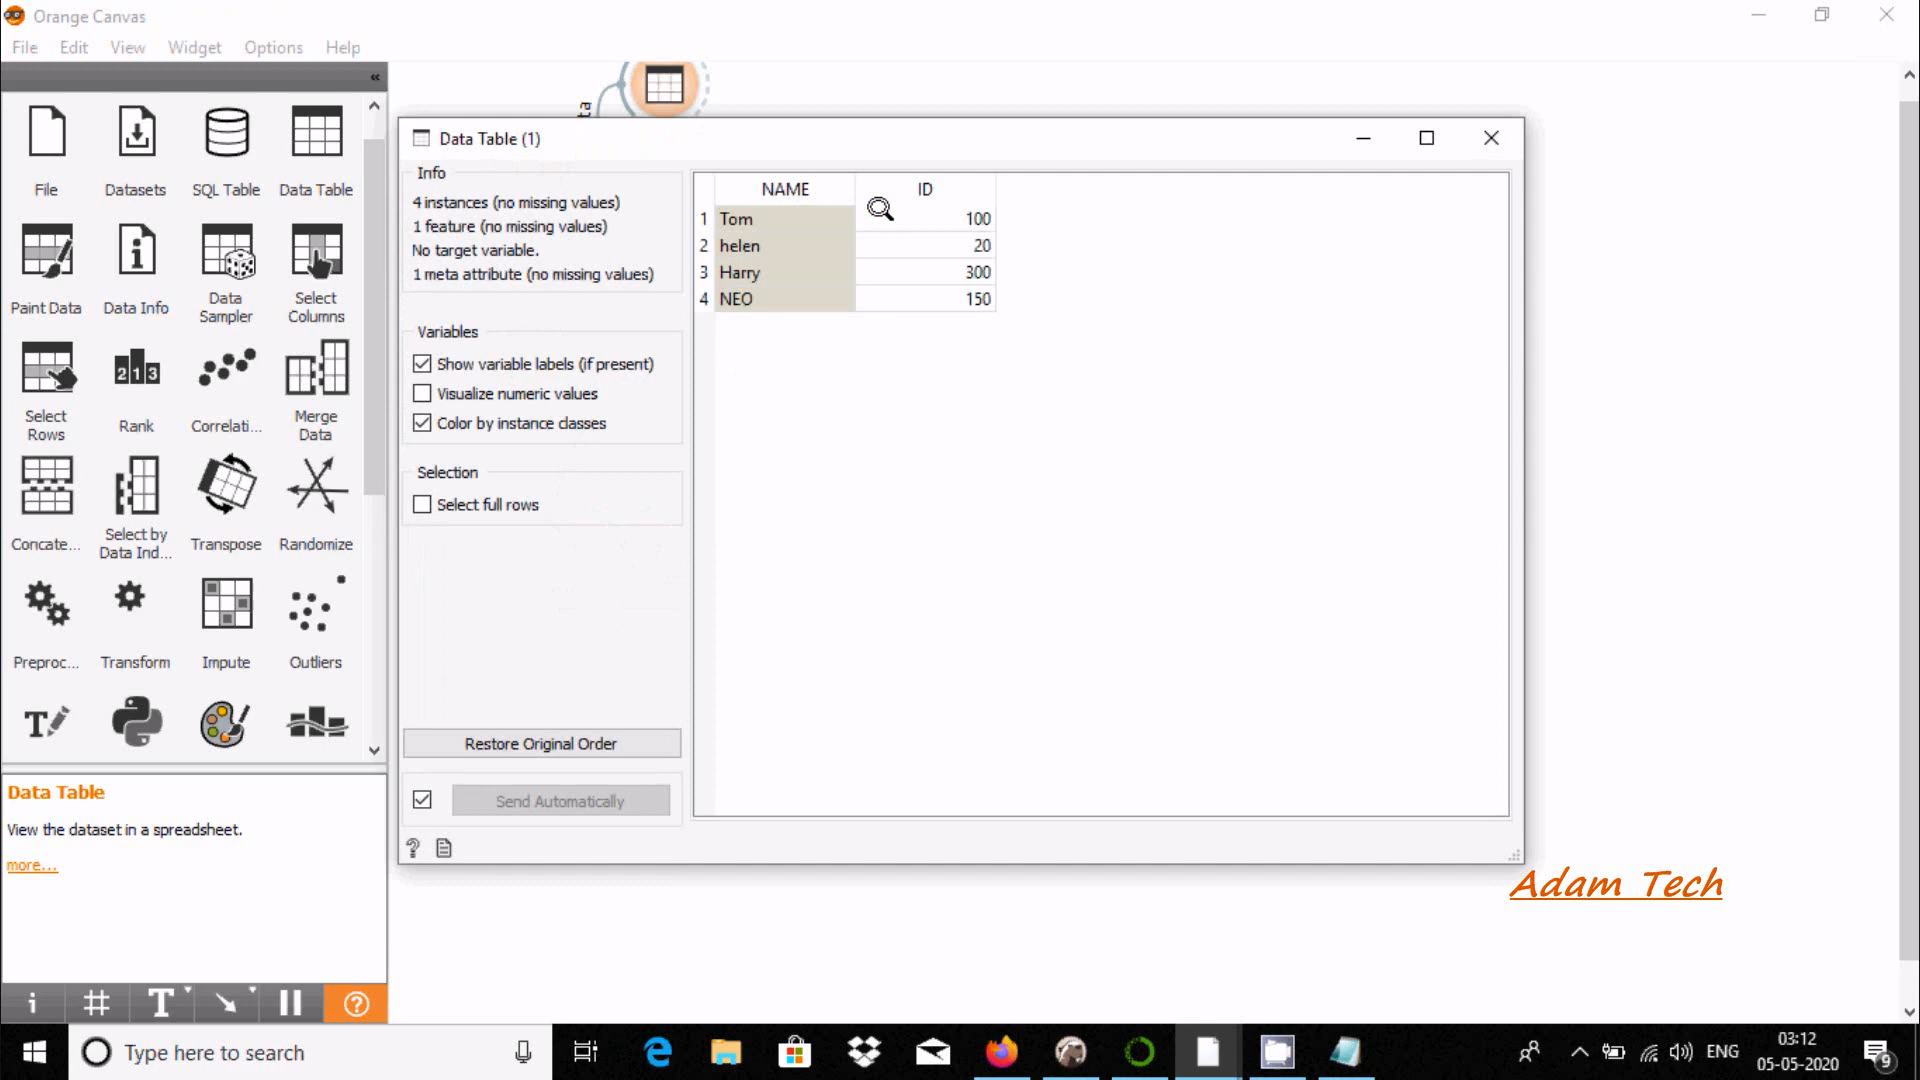 Orange Canvas
File Edit View Widget Options Help
«
File Datasets SQL Table Data Table
Paint Data Data Info Data Sampler Select Columns
213
Select Rows Rank Correlati... Merge Data
Concate... Select by Data Ind... Transpose Randomize
Preproc... Transform Impute Outliers
T
Data Table
View the dataset in a spreadsheet.
more...
i # T ?
ta
Data Table (1)
Info
4 instances (no missing values)
1 feature (no missing values)
No target variable.
1 meta attribute (no missing values)
Variables
Show variable labels (if present)
Visualize numeric values
Color by instance classes
Selection
Select full rows
Restore Original Order
Send Automatically
?
NAME ID
1 Tom 100
2 helen 20
3 Harry 300
4 NEO 150
Adam Tech
Type here to search
ENG
03:12
05-05-2020
9